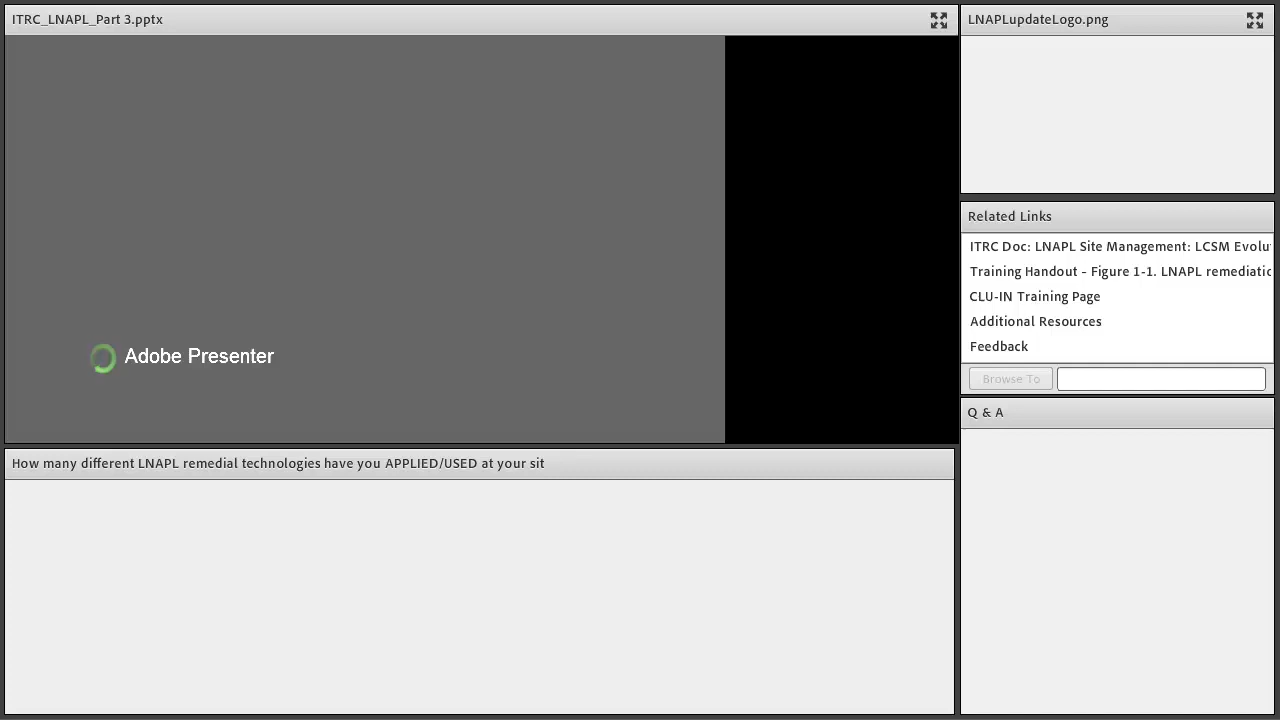 ITRC_LNAPL_Part 3.pptx
LNAPLupdateLogo.png
Adobe Presenter
Related Links
ITRC Doc: LNAPL Site Management: LCSM Evolu
Training Handout - Figure 1-1. LNAPL remediatic
CLU-IN Training Page
Additional Resources
Feedback
Browse To
Q & A
How many different LNAPL remedial technologies have you APPLIED/USED at your sit